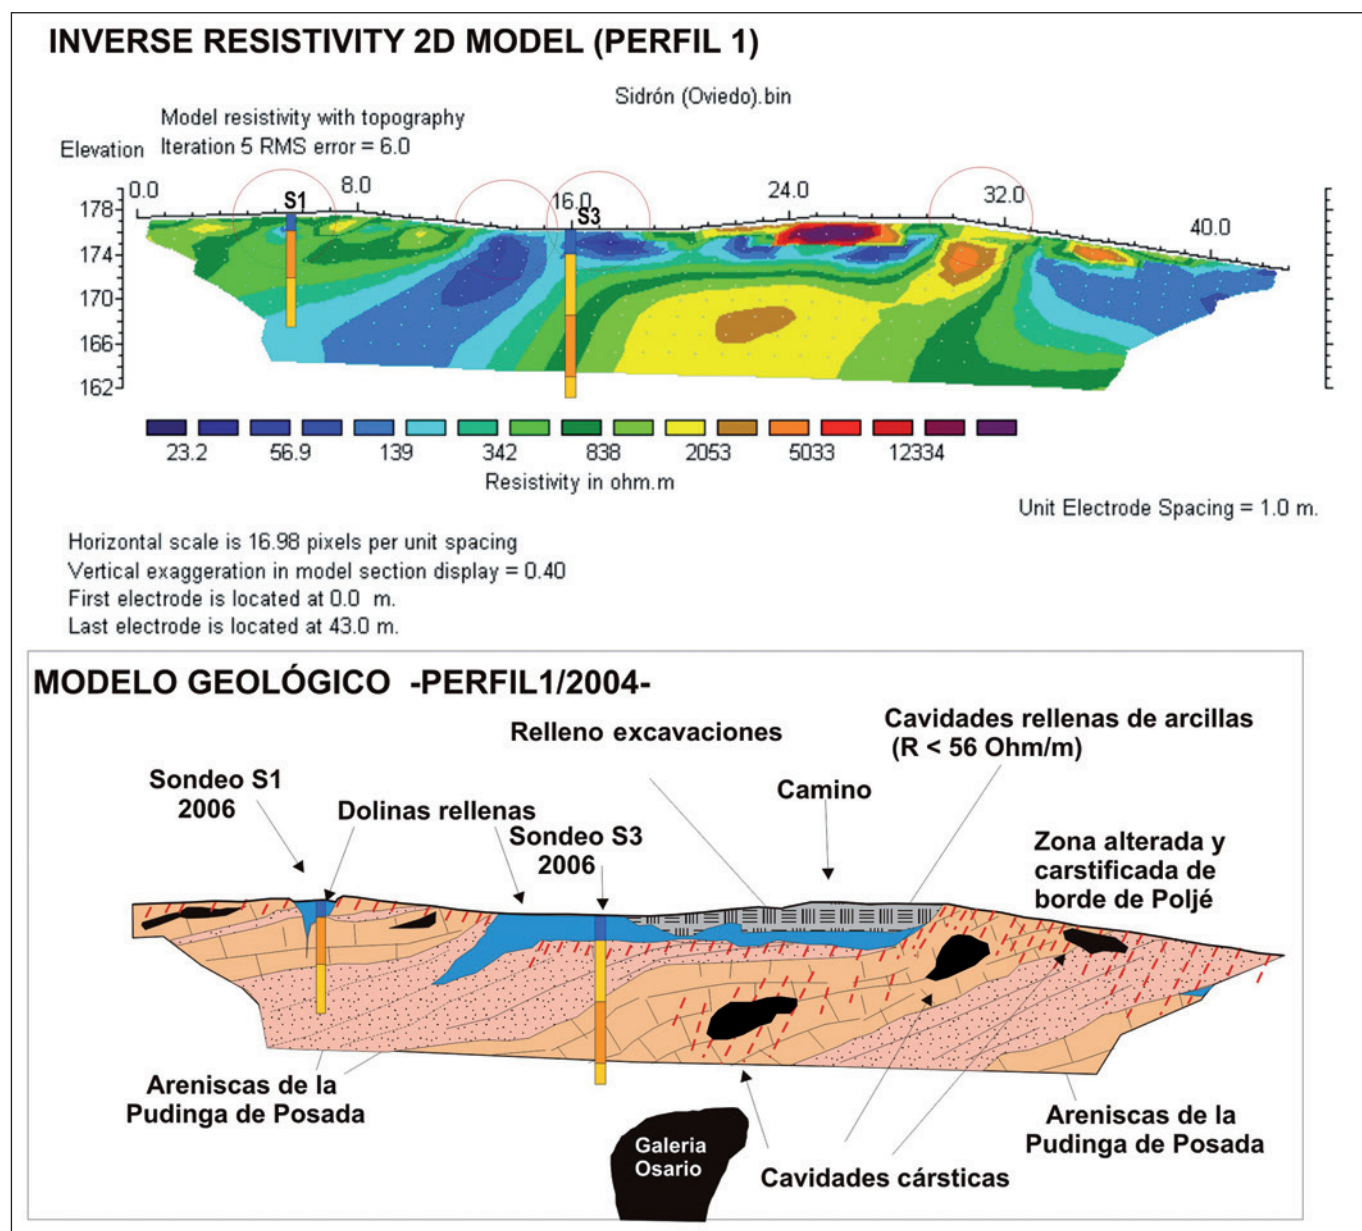 INVERSE RESISTIVITY 2D MODEL (PERFIL 1)
Sidrón (Oviedo).bin
Model resistivity with topography
Elevation Iteration 5 RMS error = 6.0
0.0 8.0 16.0 24.0 32.0 40.0
S1 S3
178
174
170
166
162
23.2 56.9 139 342 838 2053 5033 12334
Resistivity in ohm.m
Unit Electrode Spacing = 1.0 m.
Horizontal scale is 16.98 pixels per unit spacing
Vertical exaggeration in model section display = 0.40
First electrode is located at 0.0 m.
Last electrode is located at 43.0 m.
MODELO GEOLÓGICO -PERFIL1/2004-
Relleno excavaciones
Cavidades rellenas de arcillas
(R < 56 Ohm/m)
Sondeo S1
2006
Dolinas rellenas
Sondeo S3
2006
Camino
Zona alterada y
carstificada de
borde de Poljé
Areniscas de la
Pudinga de Posada
Galeria
Osario
Cavidades cársticas
Areniscas de la
Pudinga de Posada